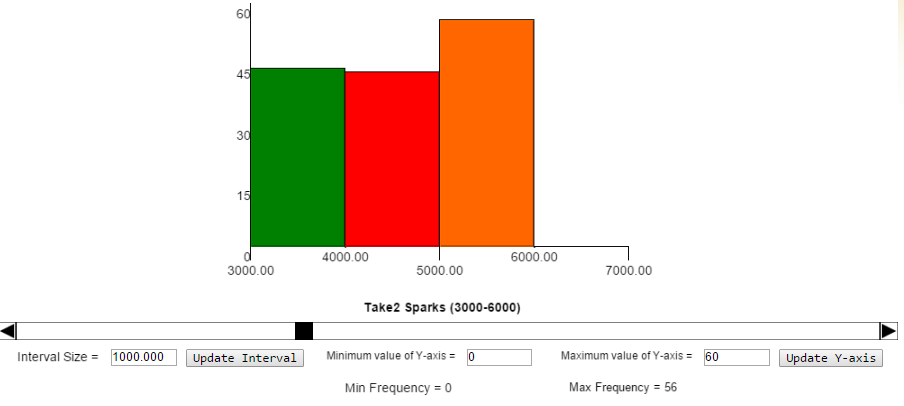 60
45
30
15
0
3000.00 4000.00 5000.00 6000.00 7000.00
Take2 Sparks (3000-6000)
Interval Size = 1000.000 Update Interval Minimum value of Y-axis = 0 Maximum value of Y-axis = 60 Update Y-axis
Min Frequency = 0 Max Frequency = 56